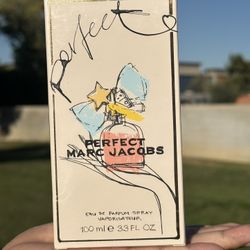 perfect
PERFECT
MARC JACOBS
EAU DE PARFUM SPRAY
VAPORISATEUR
100 ml ℮ 3.3 FL. OZ